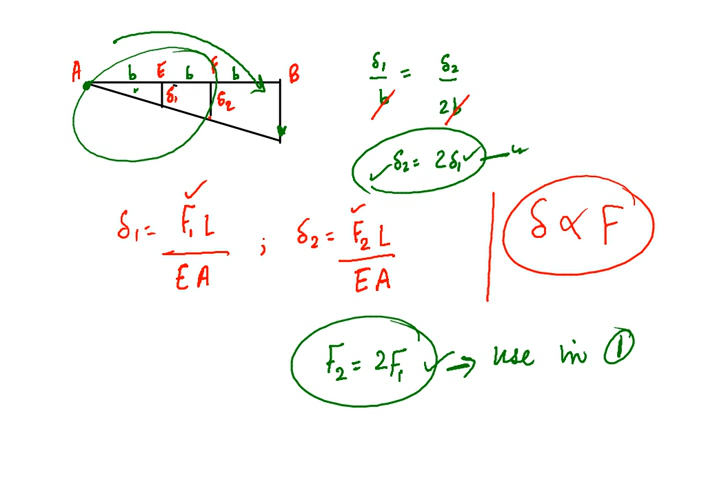 A b E b F b B
δ₁ δ₂
δ₁/b = δ₂/2b
δ₂ = 2δ₁
δ₁ = F₁L/EA ; δ₂ = F₂L/EA
δ ∝ F
F₂ = 2F₁ → use in ①